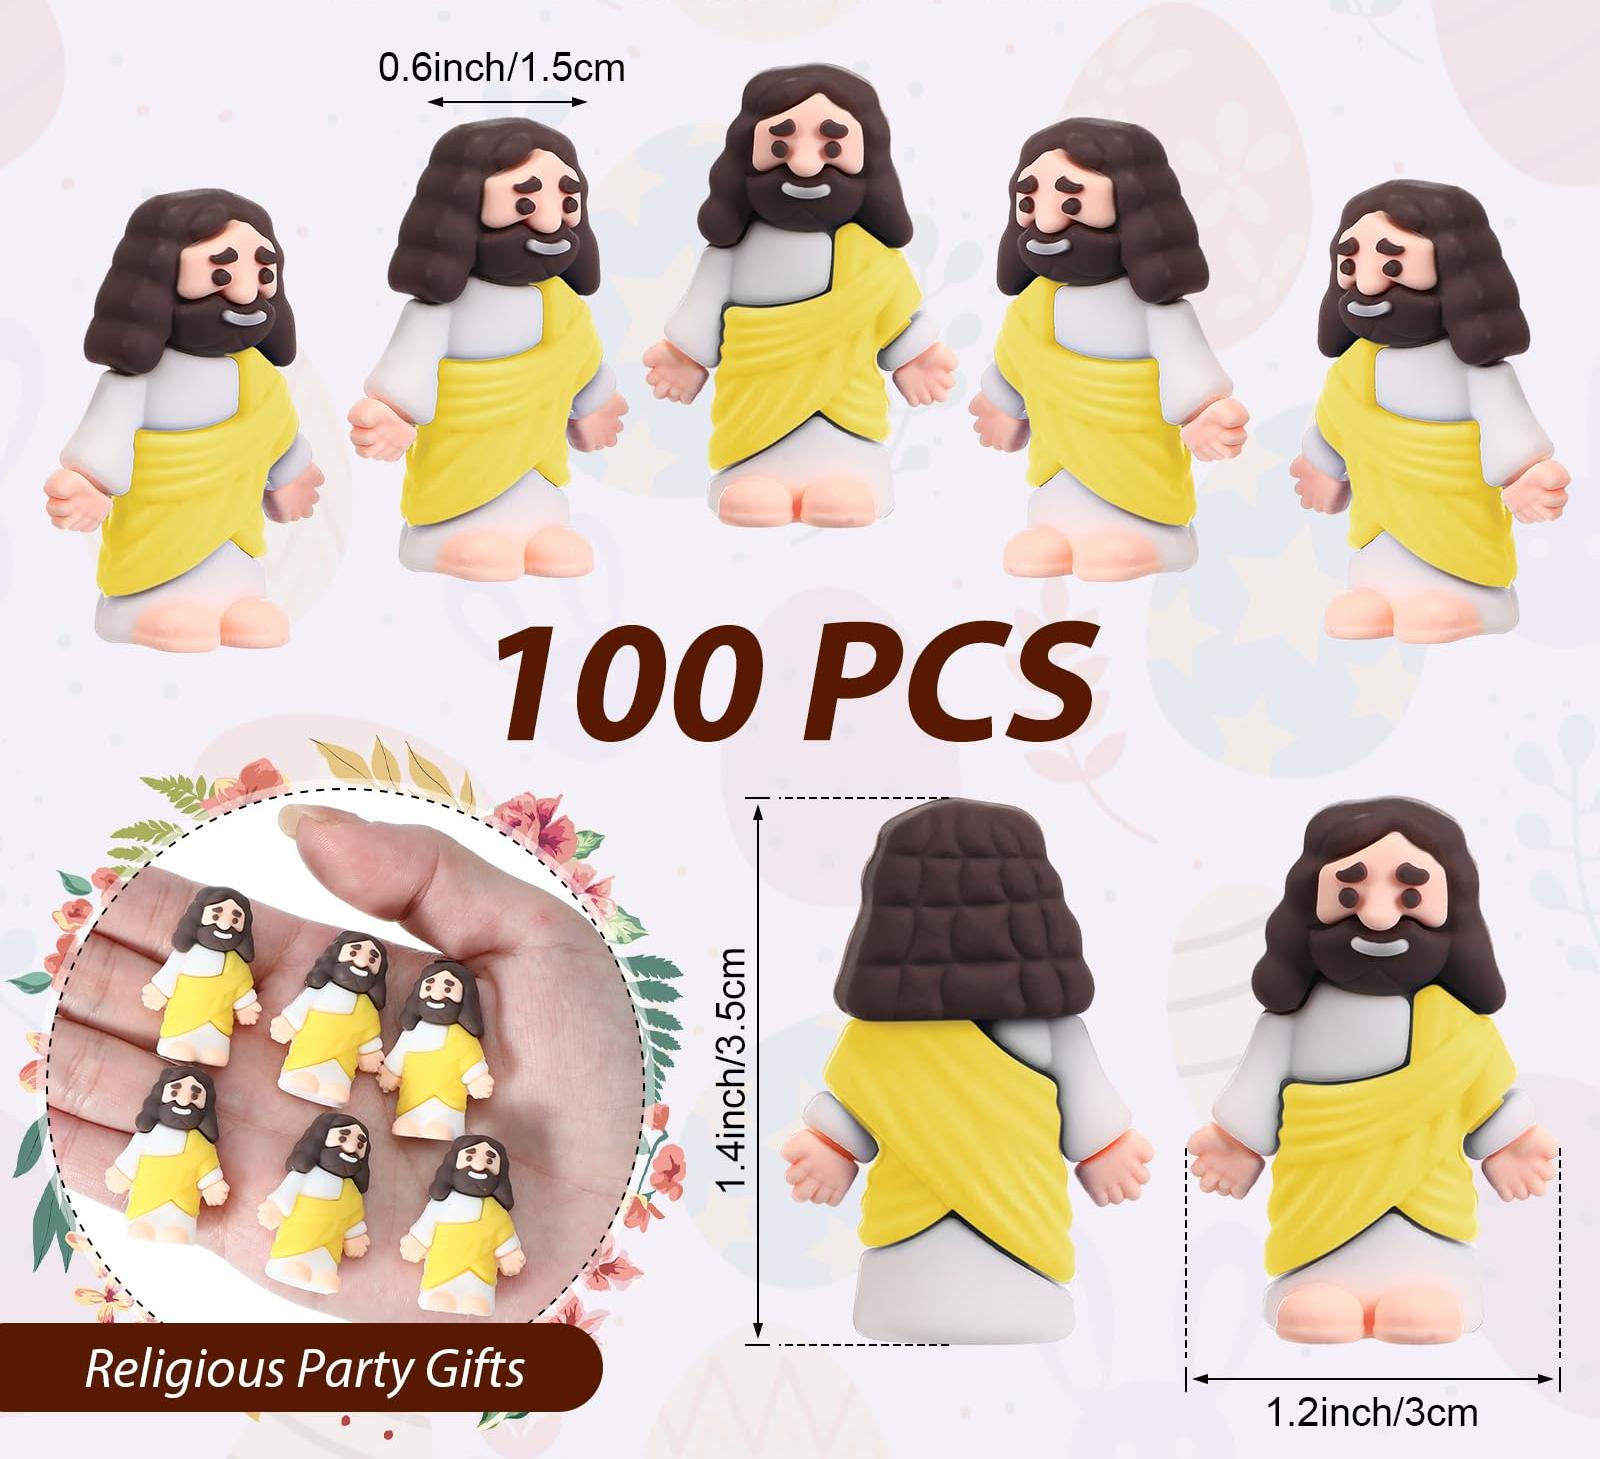 0.6inch/1.5cm
100 PCS
1.4inch/3.5cm
Religious Party Gifts
1.2inch/3cm